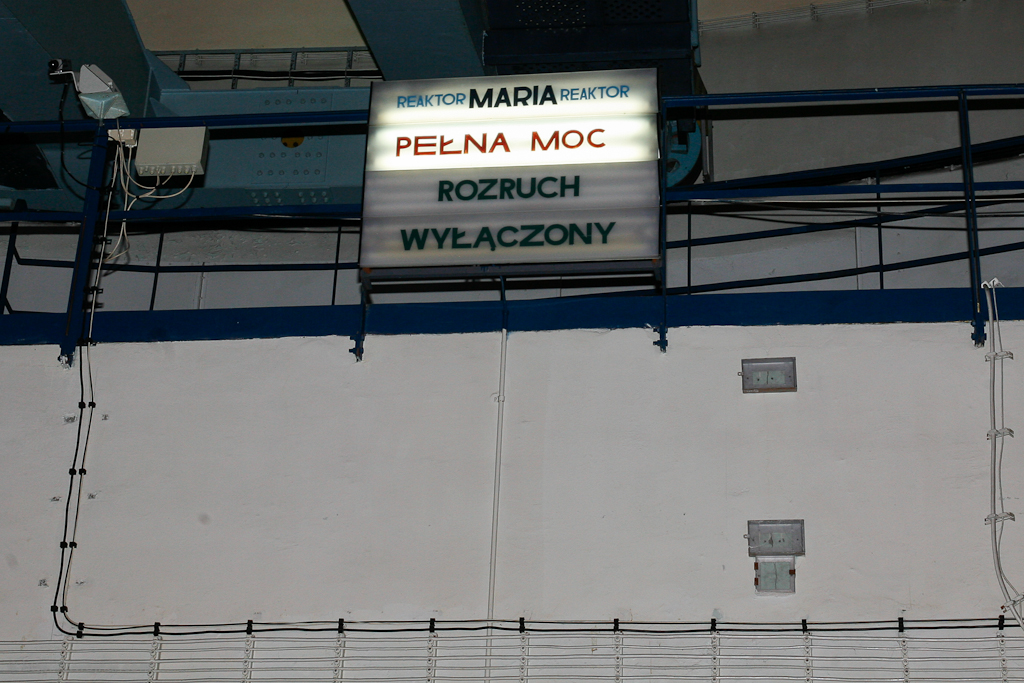 REAKTOR MARIA REAKTOR
PEŁNA MOC
ROZRUCH
WYŁĄCZONY